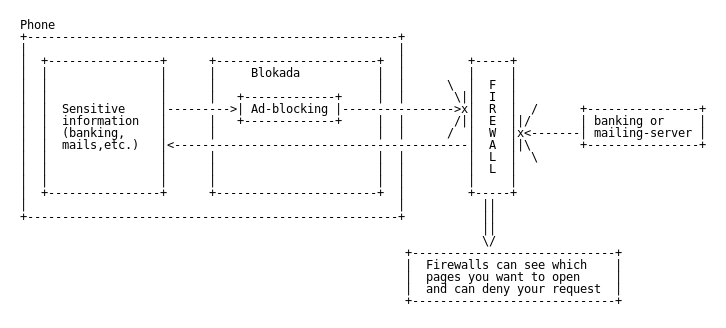 Phone
Blokada
Ad-blocking
Sensitive
information
(banking,
mails,etc.)
x
F
I
R
E
W
A
L
L
x
banking or
mailing-server
Firewalls can see which
pages you want to open
and can deny your request